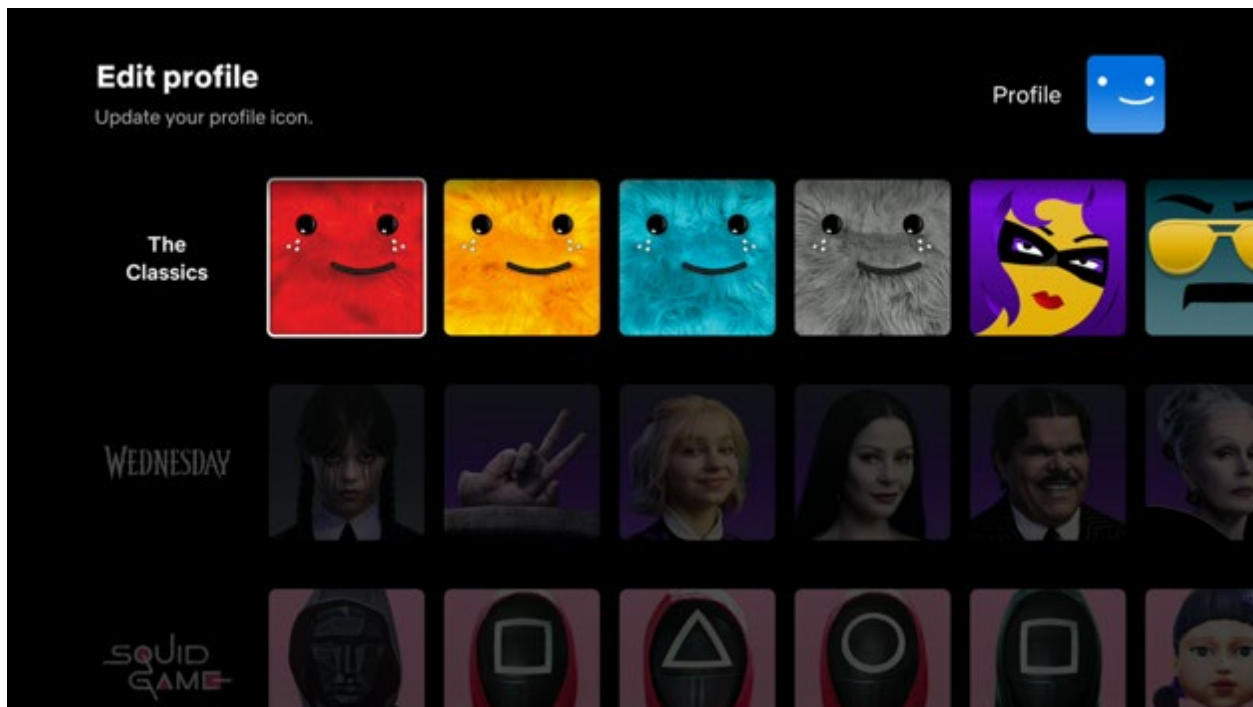 Edit profile
Update your profile icon.
Profile
The
Classics
WEDNESDAY
SQUID
GAME